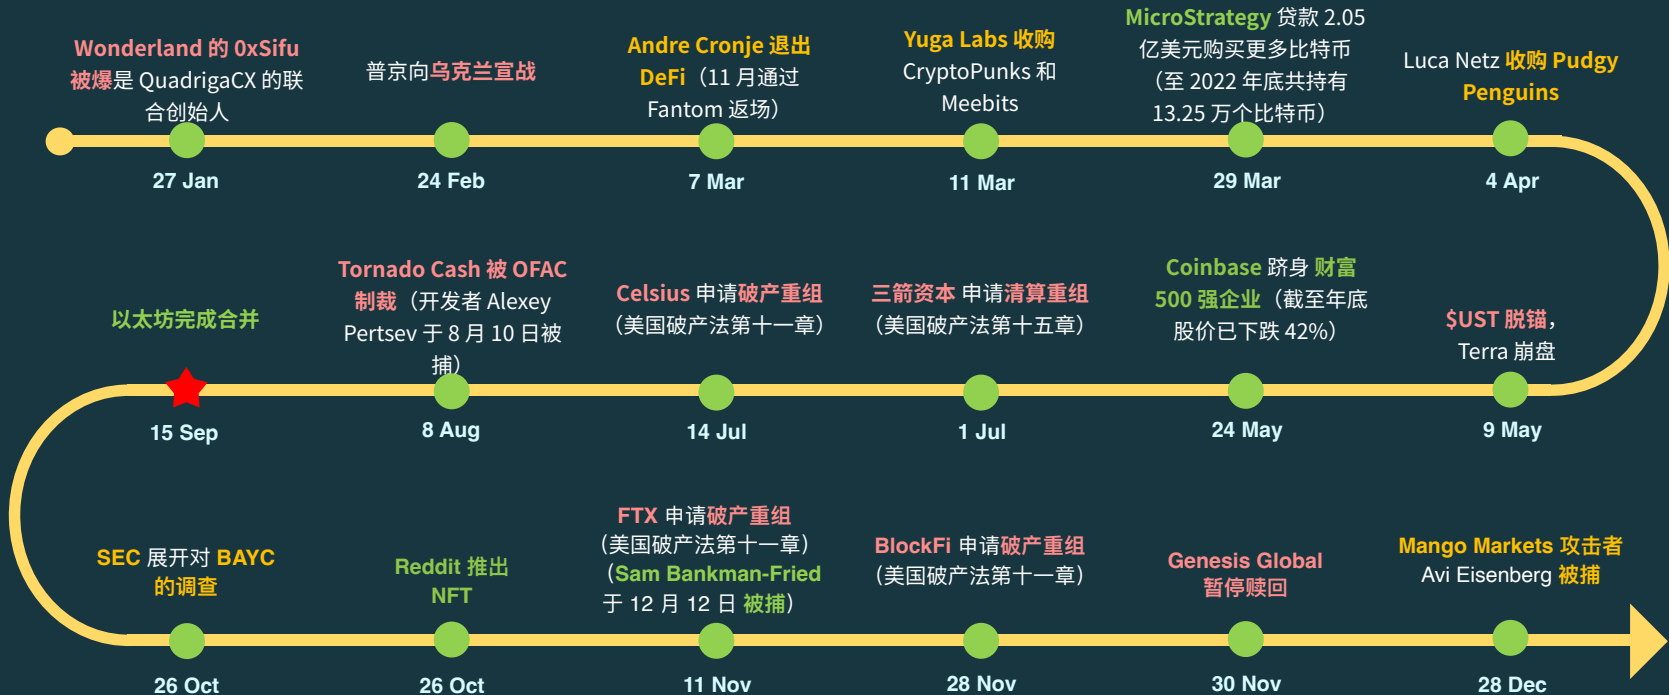 Wonderland 的 0xSifu
被爆是 QuadrigaCX 的联
合创始人
27 Jan
普京向乌克兰宣战
24 Feb
Andre Cronje 退出
DeFi（11 月通过
Fantom 返场）
7 Mar
Yuga Labs 收购
CryptoPunks 和
Meebits
11 Mar
MicroStrategy 贷款 2.05
亿美元购买更多比特币
（至 2022 年底共持有
13.25 万个比特币）
29 Mar
Luca Netz 收购 Pudgy
Penguins
4 Apr
$UST 脱锚，
Terra 崩盘
9 May
Coinbase 跻身 财富
500 强企业（截至年底
股价已下跌 42%）
24 May
三箭资本 申请清算重组
（美国破产法第十五章）
1 Jul
Celsius 申请破产重组
（美国破产法第十一章）
14 Jul
Tornado Cash 被 OFAC
制裁（开发者 Alexey
Pertsev 于 8 月 10 日被
捕）
8 Aug
以太坊完成合并
15 Sep
SEC 展开对 BAYC
的调查
26 Oct
Reddit 推出
NFT
26 Oct
FTX 申请破产重组
（美国破产法第十一章）
（Sam Bankman-Fried
于 12 月 12 日 被捕）
11 Nov
BlockFi 申请破产重组
（美国破产法第十一章）
28 Nov
Genesis Global
暂停赎回
30 Nov
Mango Markets 攻击者
Avi Eisenberg 被捕
28 Dec